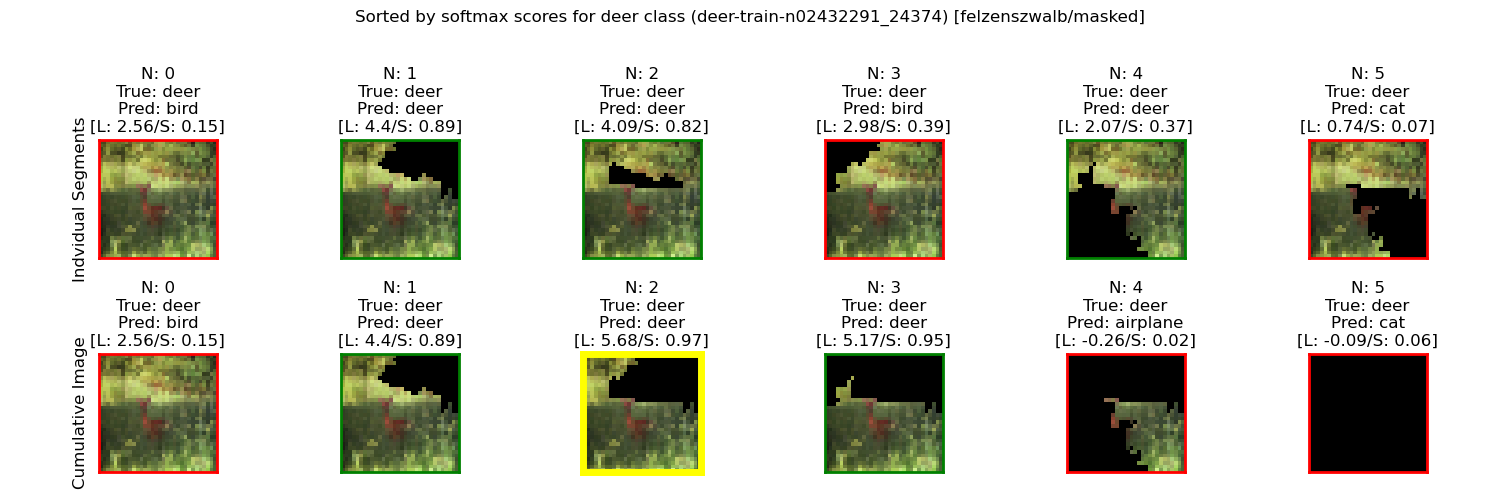 Sorted by softmax scores for deer class (deer-train-n02432291_24374) [felzenszwalb/masked]
Indvidual Segments
N: 0
True: deer
Pred: bird
[L: 2.56/S: 0.15]
N: 1
True: deer
Pred: deer
[L: 4.4/S: 0.89]
N: 2
True: deer
Pred: deer
[L: 4.09/S: 0.82]
N: 3
True: deer
Pred: bird
[L: 2.98/S: 0.39]
N: 4
True: deer
Pred: deer
[L: 2.07/S: 0.37]
N: 5
True: deer
Pred: cat
[L: 0.74/S: 0.07]
Cumulative Image
N: 0
True: deer
Pred: bird
[L: 2.56/S: 0.15]
N: 1
True: deer
Pred: deer
[L: 4.4/S: 0.89]
N: 2
True: deer
Pred: deer
[L: 5.68/S: 0.97]
N: 3
True: deer
Pred: deer
[L: 5.17/S: 0.95]
N: 4
True: deer
Pred: airplane
[L: -0.26/S: 0.02]
N: 5
True: deer
Pred: cat
[L: -0.09/S: 0.06]